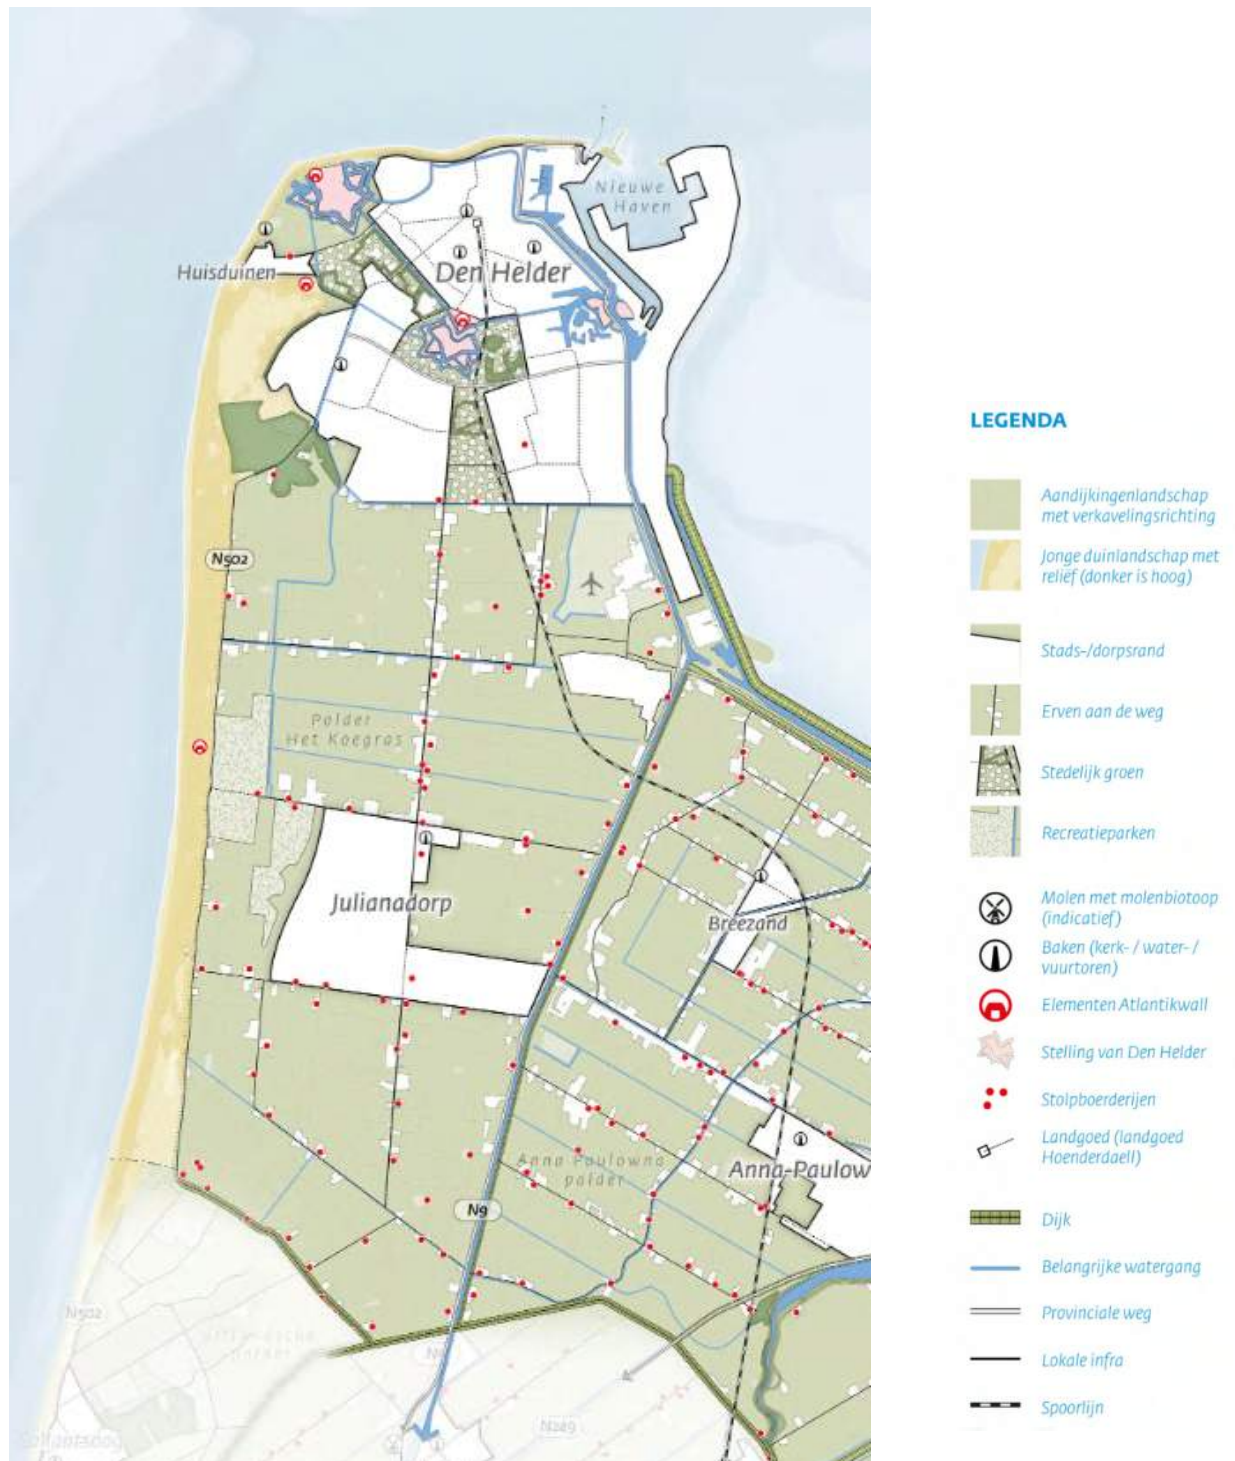 Nieuwe
Haven
Huisduinen
Den Helder
N502
Polder
Het Koegras
Julianadorp
Breezand
Anna Paulowna
polder
Anna-Paulow
N9
N502
N9
N249
LEGENDA
Aandijkingenlandschap
met verkavelingsrichting
Jonge duinlandschap met
reliëf (donker is hoog)
Stads-/dorpsrand
Erven aan de weg
Stedelijk groen
Recreatieparken
Molen met molenbiotoop
(indicatief)
Baken (kerk- / water- /
vuurtoren)
Elementen Atlantikwall
Stelling van Den Helder
Stolpboerderijen
Landgoed (landgoed
Hoenderdaell)
Dijk
Belangrijke watergang
Provinciale weg
Lokale infra
Spoorlijn